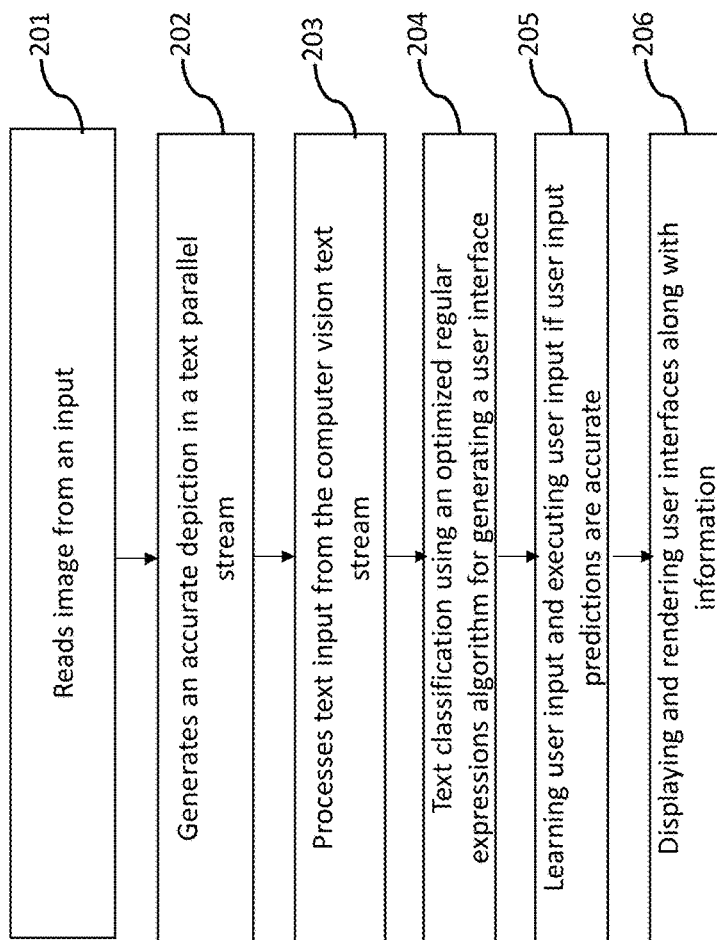 201
Reads image from an input
202
Generates an accurate depiction in a text parallel
stream
203
Processes text input from the computer vision text
stream
204
Text classification using an optimized regular
expressions algorithm for generating a user interface
205
Learning user input and executing user input if user input
predictions are accurate
206
Displaying and rendering user interfaces along with
information